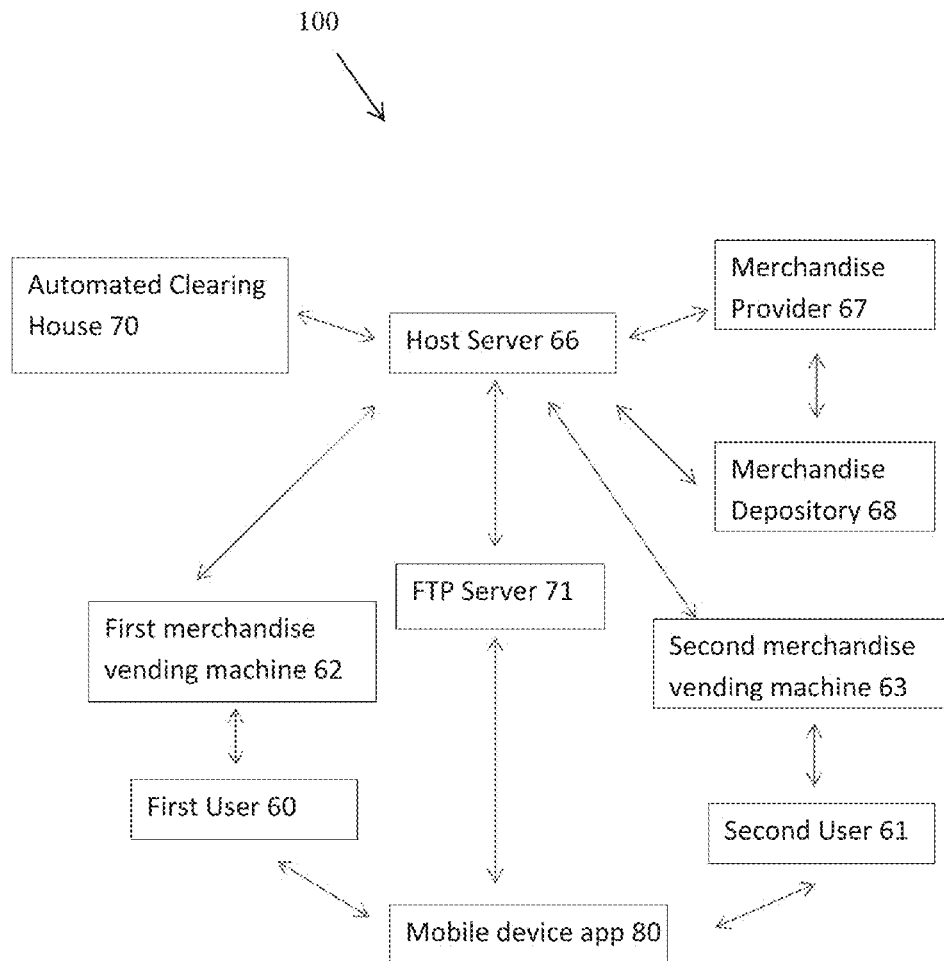 100
Automated Clearing
House 70
Host Server 66
Merchandise
Provider 67
Merchandise
Depository 68
FTP Server 71
First merchandise
vending machine 62
Second merchandise
vending machine 63
First User 60
Second User 61
Mobile device app 80